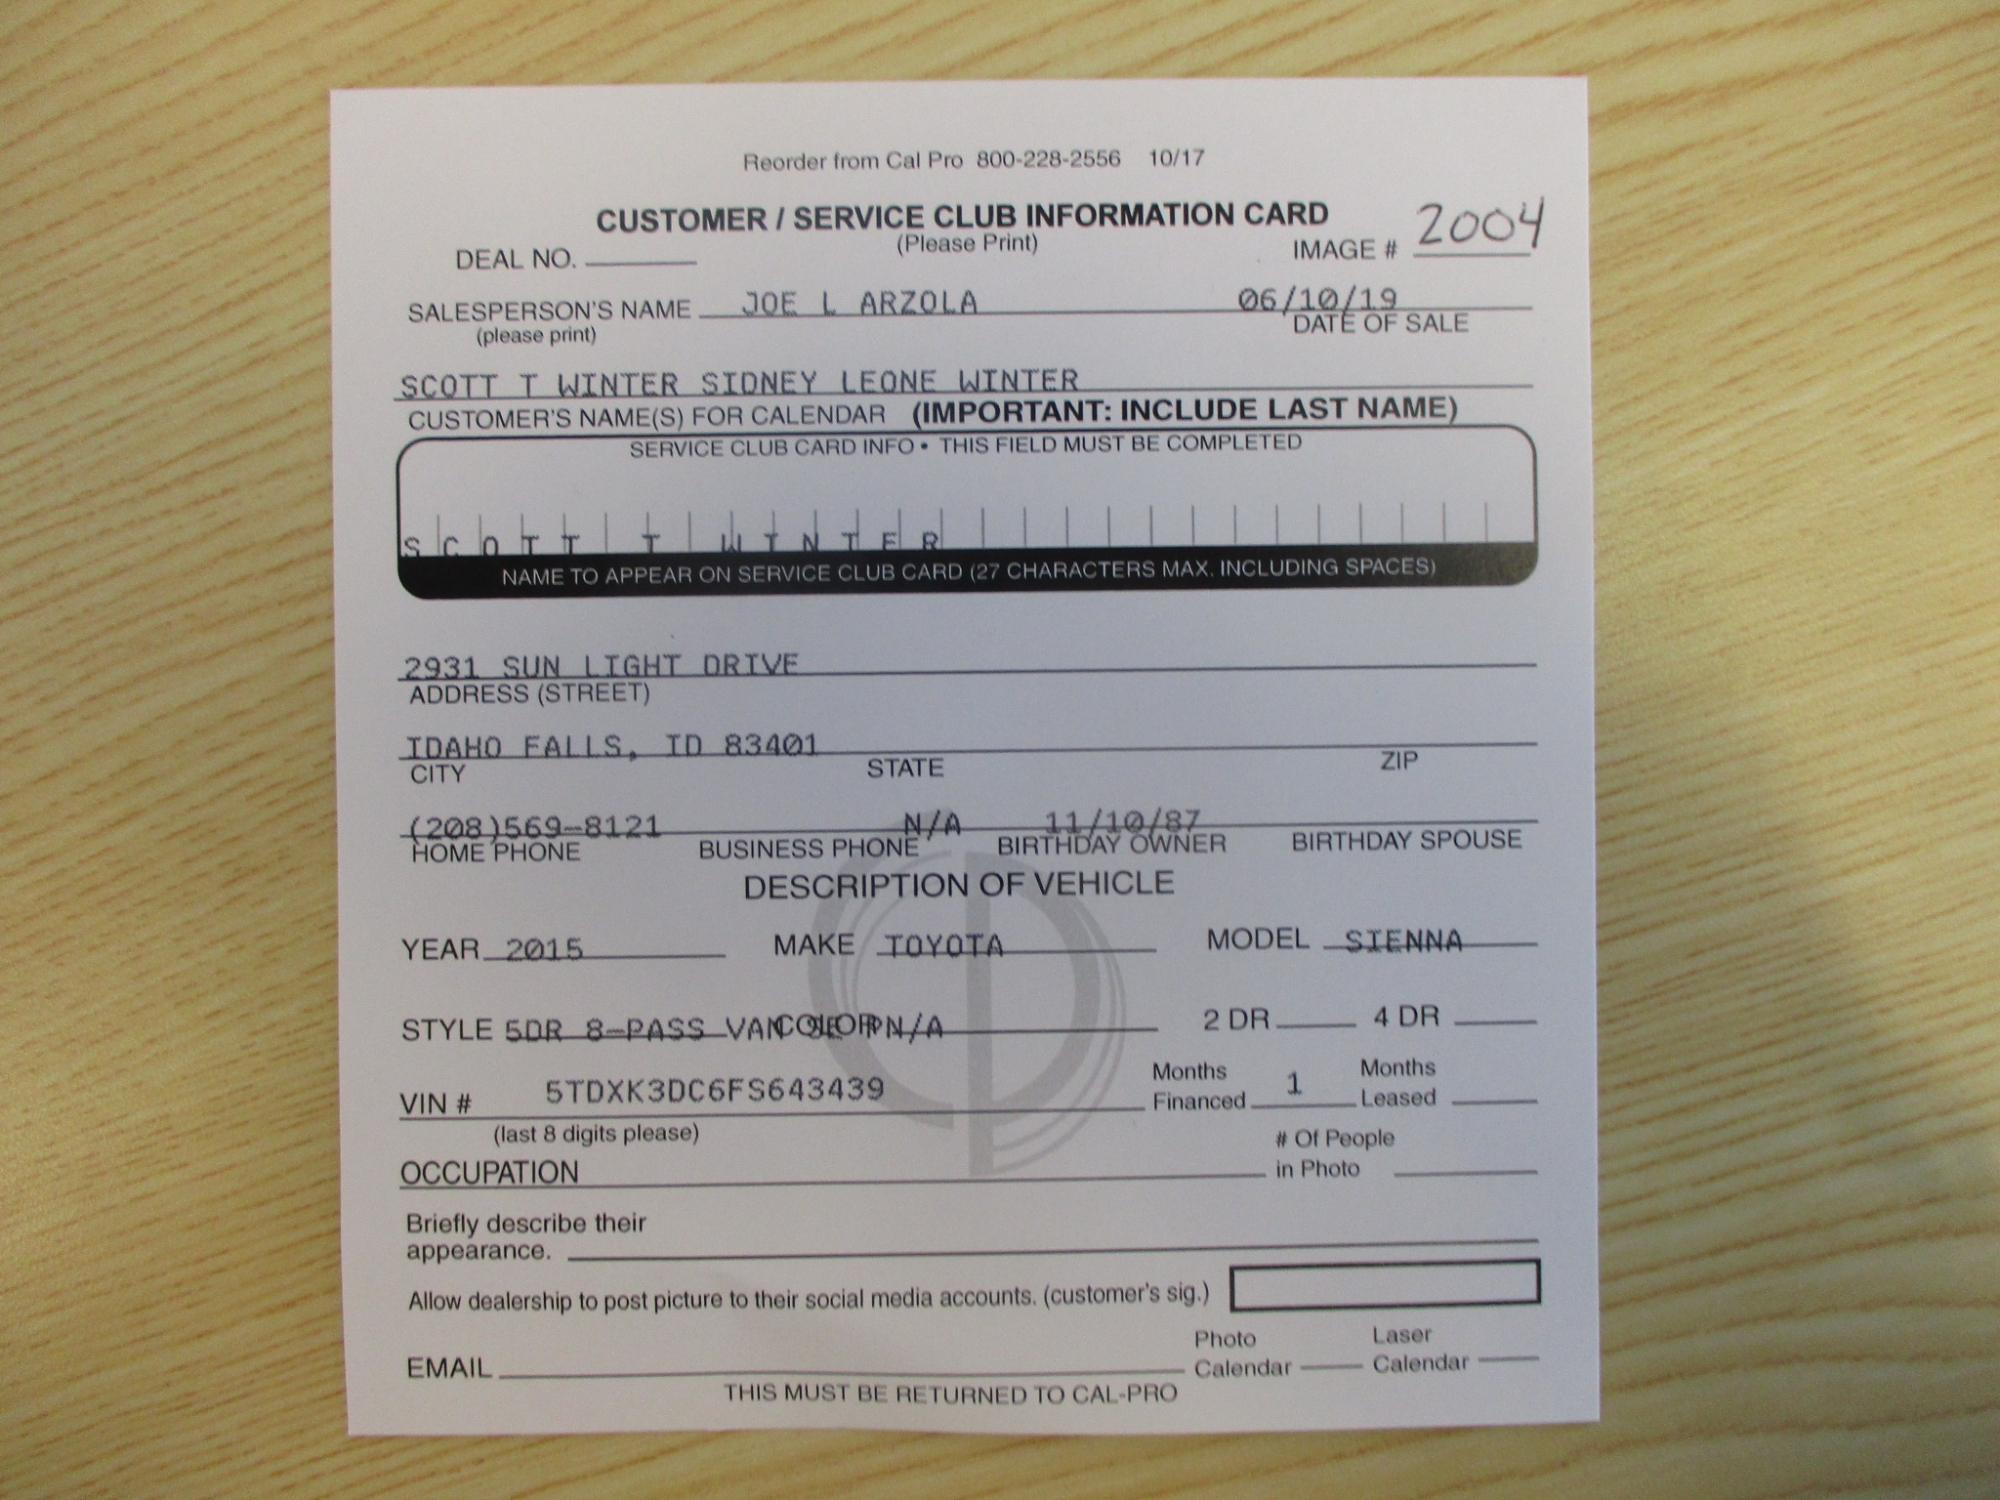 Reorder from Cal Pro 800-228-2556 10/17
CUSTOMER / SERVICE CLUB INFORMATION CARD
(Please Print)
DEAL NO. IMAGE # 2004
SALESPERSON'S NAME JOE L ARZOLA 06/10/19
(please print) DATE OF SALE
SCOTT T WINTER SIDNEY LEONE WINTER
CUSTOMER'S NAME(S) FOR CALENDAR (IMPORTANT: INCLUDE LAST NAME)
SERVICE CLUB CARD INFO • THIS FIELD MUST BE COMPLETED
SCOTT T WINTER
NAME TO APPEAR ON SERVICE CLUB CARD (27 CHARACTERS MAX. INCLUDING SPACES)
2931 SUN LIGHT DRIVE
ADDRESS (STREET)
IDAHO FALLS, ID 83401
CITY STATE ZIP
(208)569-8121 N/A 11/10/87
HOME PHONE BUSINESS PHONE BIRTHDAY OWNER BIRTHDAY SPOUSE
DESCRIPTION OF VEHICLE
YEAR 2015 MAKE TOYOTA MODEL SIENNA
STYLE 5DR 8-PASS VAN COLOR N/A 2 DR 4 DR
VIN # 5TDXK3DC6FS643439 Months Financed 1 Months Leased
(last 8 digits please)
OCCUPATION # Of People in Photo
Briefly describe their
appearance.
Allow dealership to post picture to their social media accounts. (customer's sig.)
EMAIL Photo Calendar Laser Calendar
THIS MUST BE RETURNED TO CAL-PRO